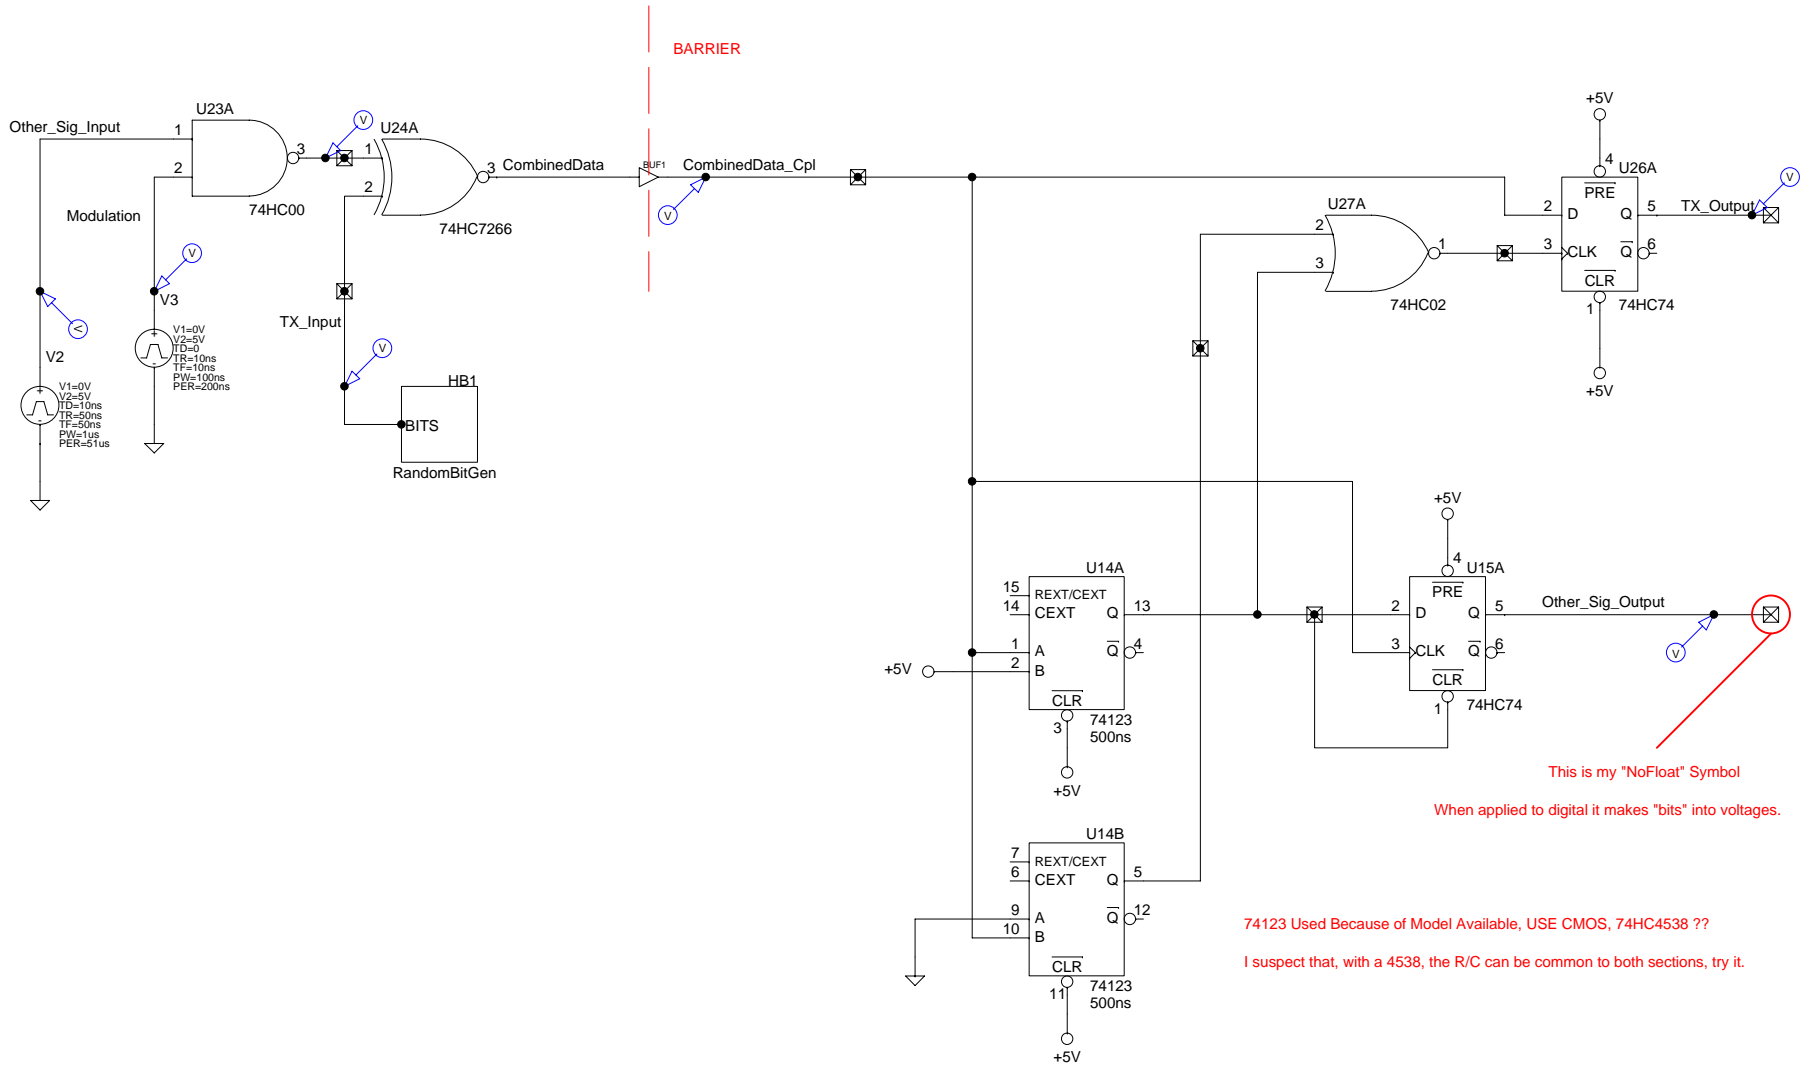 BARRIER
U23A
Other_Sig_Input
1
2
3
74HC00
Modulation
V
U24A
1
2
3
74HC7266
CombinedData
BUF1
CombinedData_Cpl
V
V
V3
V1=0V
V2=5V
TD=0
TR=10ns
TF=10ns
PW=100ns
PER=200ns
V
V2
V1=0V
V2=5V
TD=10ns
TR=50ns
TF=50ns
PW=1us
PER=51us
TX_Input
V
HB1
BITS
RandomBitGen
+5V
4
U26A
PRE
2
D
Q
5
TX_Output
V
3
CLK
Q
6
CLR
1
74HC74
+5V
U27A
2
3
1
74HC02
U14A
15
REXT/CEXT
14
CEXT
Q
13
1
A
Q
4
+5V
2
B
CLR
3
74123
500ns
+5V
+5V
4
U15A
PRE
2
D
Q
5
Other_Sig_Output
3
CLK
Q
6
V
CLR
1
74HC74
This is my "NoFloat" Symbol
When applied to digital it makes "bits" into voltages.
U14B
7
REXT/CEXT
6
CEXT
Q
5
9
A
Q
12
10
B
CLR
11
74123
500ns
+5V
74123 Used Because of Model Available, USE CMOS, 74HC4538 ??
I suspect that, with a 4538, the R/C can be common to both sections, try it.